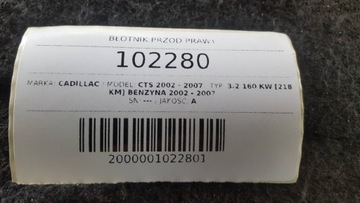 BŁOTNIK PRZÓD PRAWY
102280
MARKA: CADILLAC MODEL: CTS 2002 - 2007 TYP: 3.2 160 KW [218
KM] BENZYNA 2002 - 2007
SN: --- ; JAKOŚĆ: A
2000001022801